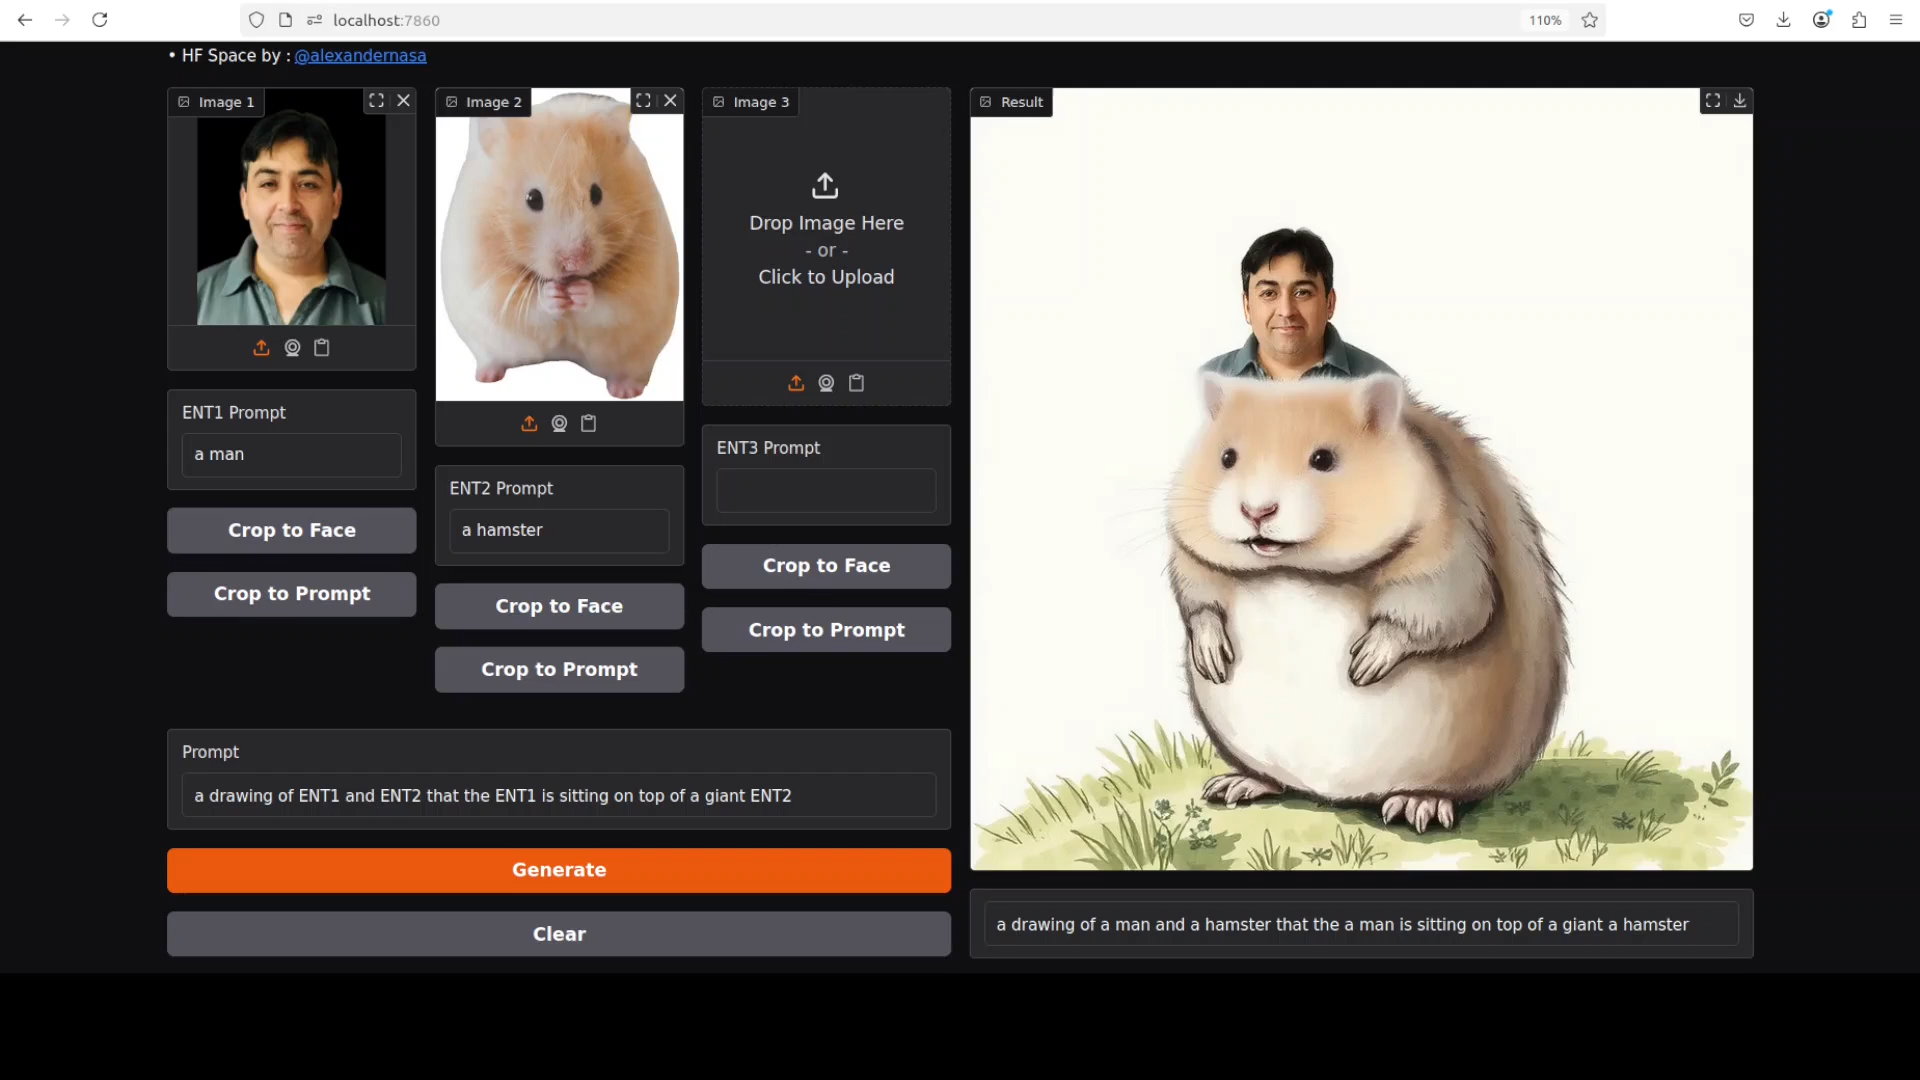 localhost:7860
110%
• HF Space by : @alexandernasa
Image 1
Image 2
Image 3
Result
Drop Image Here
- or -
Click to Upload
ENT1 Prompt
a man
Crop to Face
Crop to Prompt
ENT2 Prompt
a hamster
Crop to Face
Crop to Prompt
ENT3 Prompt
Crop to Face
Crop to Prompt
Prompt
a drawing of ENT1 and ENT2 that the ENT1 is sitting on top of a giant ENT2
Generate
Clear
a drawing of a man and a hamster that the a man is sitting on top of a giant a hamster